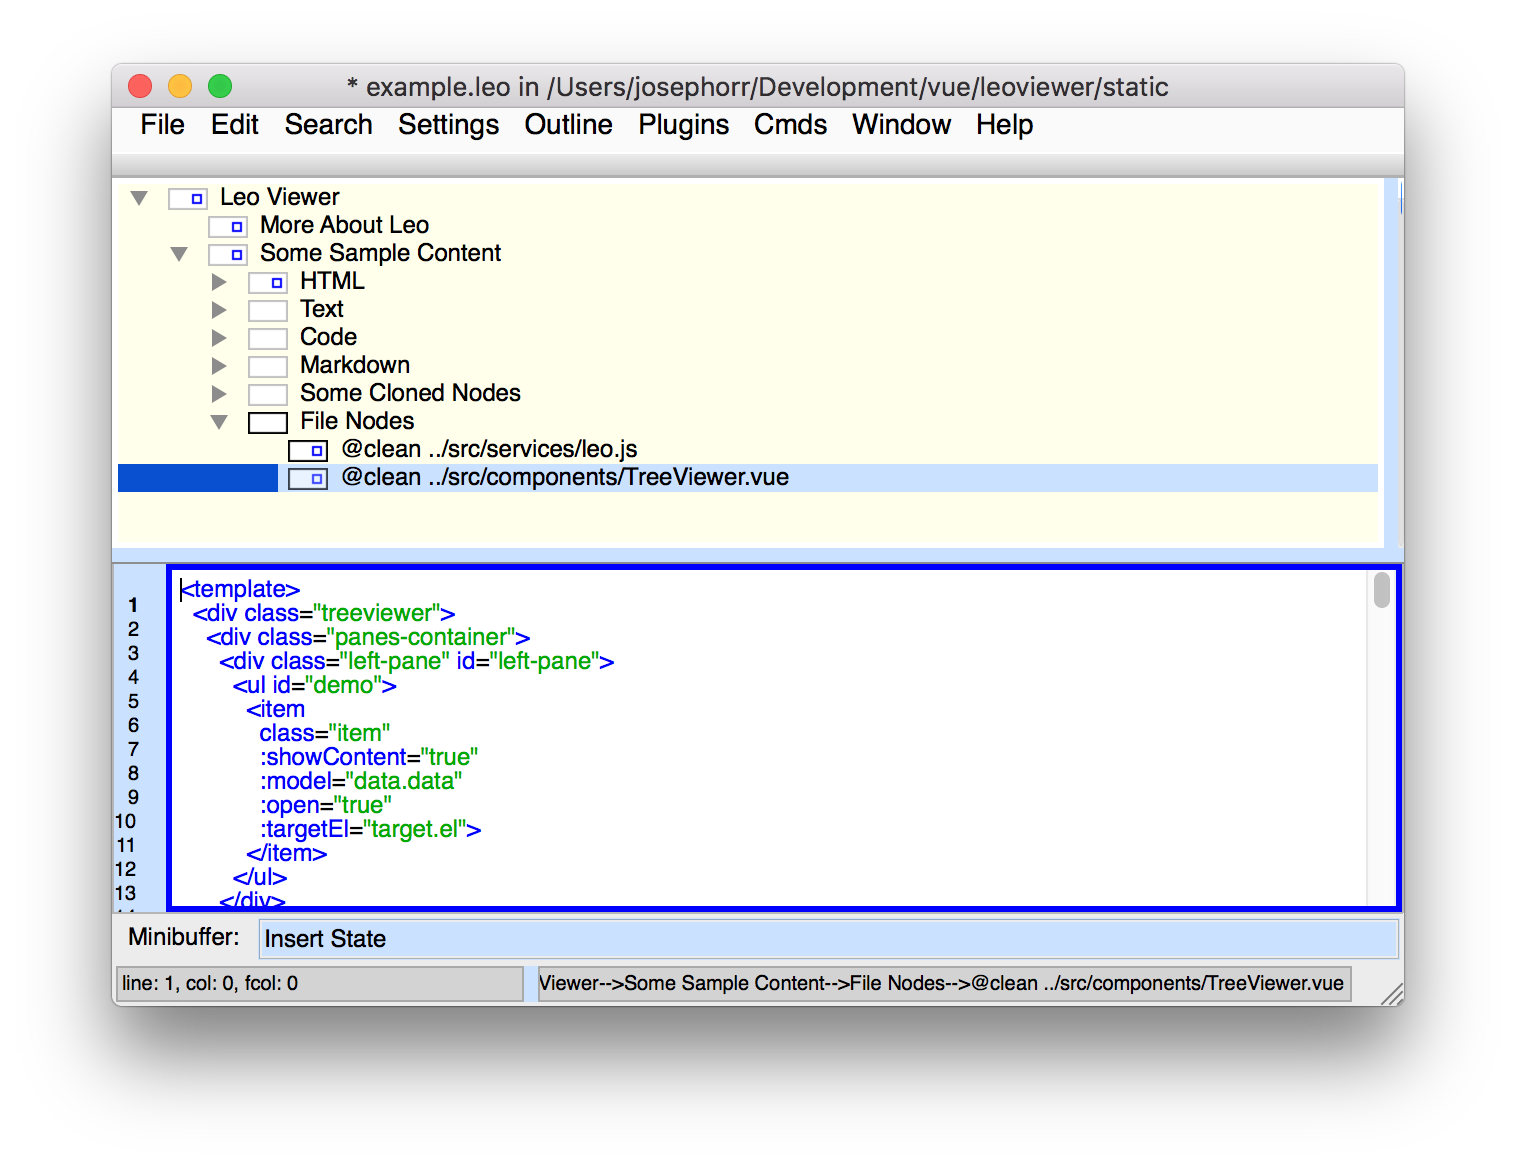 * example.leo in /Users/josephorr/Development/vue/leoviewer/static
File Edit Search Settings Outline Plugins Cmds Window Help
Leo Viewer
More About Leo
Some Sample Content
HTML
Text
Code
Markdown
Some Cloned Nodes
File Nodes
@clean ../src/services/leo.js
@clean ../src/components/TreeViewer.vue
1 <template>
2 <div class="treeviewer">
3 <div class="panes-container">
4 <div class="left-pane" id="left-pane">
5 <ul id="demo">
6 <item
7 class="item"
8 :showContent="true"
9 :model="data.data"
10 :open="true"
11 :targetEl="target.el">
12 </item>
13 </ul>
</div>
Minibuffer: Insert State
line: 1, col: 0, fcol: 0 Viewer-->Some Sample Content-->File Nodes-->@clean ../src/components/TreeViewer.vue